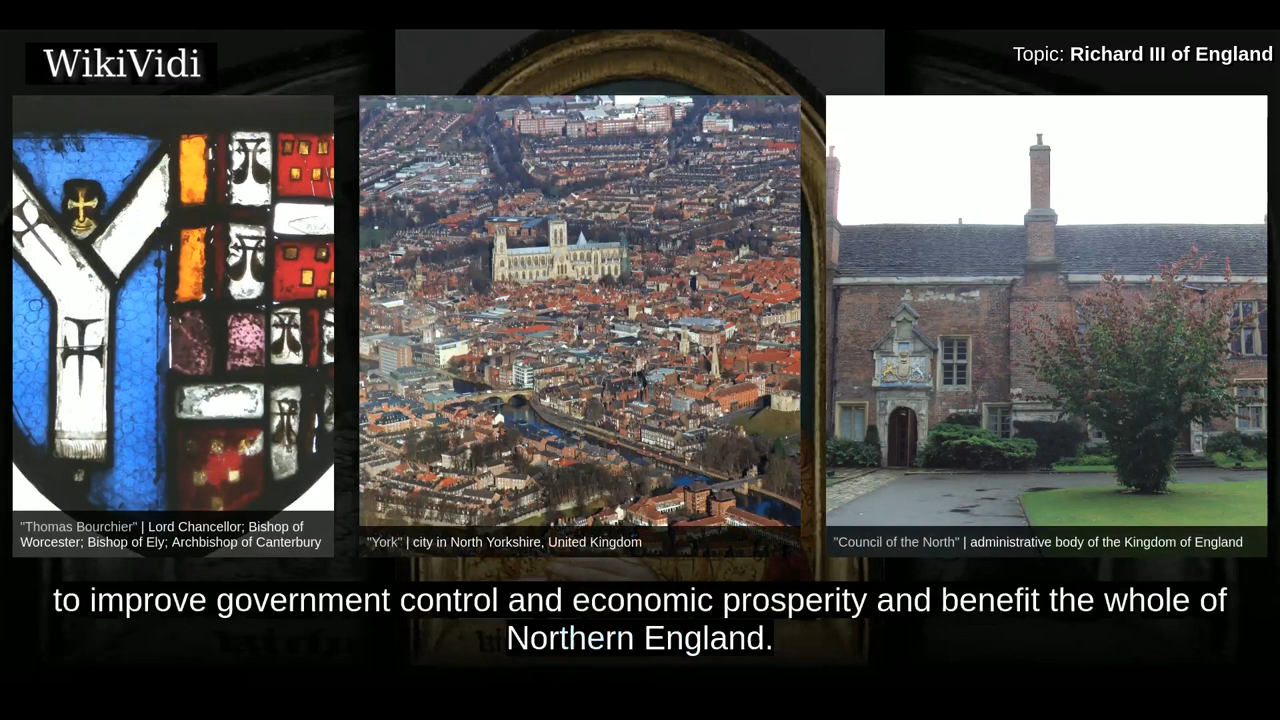 WikiVidi
Topic: Richard III of England
"Thomas Bourchier" | Lord Chancellor; Bishop of
Worcester; Bishop of Ely; Archbishop of Canterbury
"York" | city in North Yorkshire, United Kingdom
"Council of the North" | administrative body of the Kingdom of England
to improve government control and economic prosperity and benefit the whole of
Northern England.